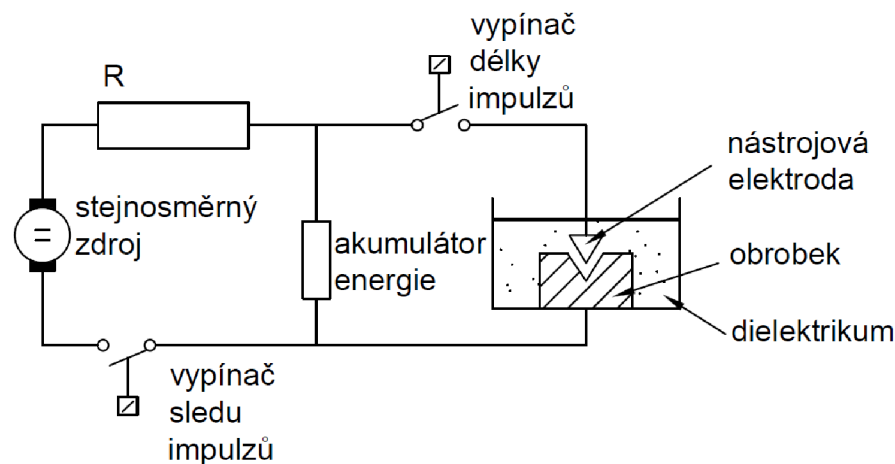 R
vypínač
délky
impulzů
stejnosměrný
zdroj
=
akumulátor
energie
nástrojová
elektroda
obrobek
dielektrikum
vypínač
sledu
impulzů